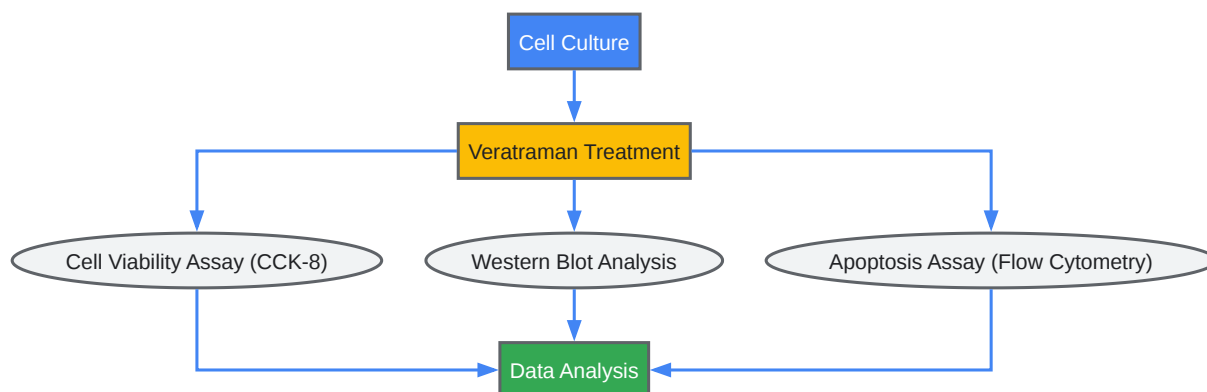 Cell Culture
Veratraman Treatment
Cell Viability Assay (CCK-8)
Western Blot Analysis
Apoptosis Assay (Flow Cytometry)
Data Analysis